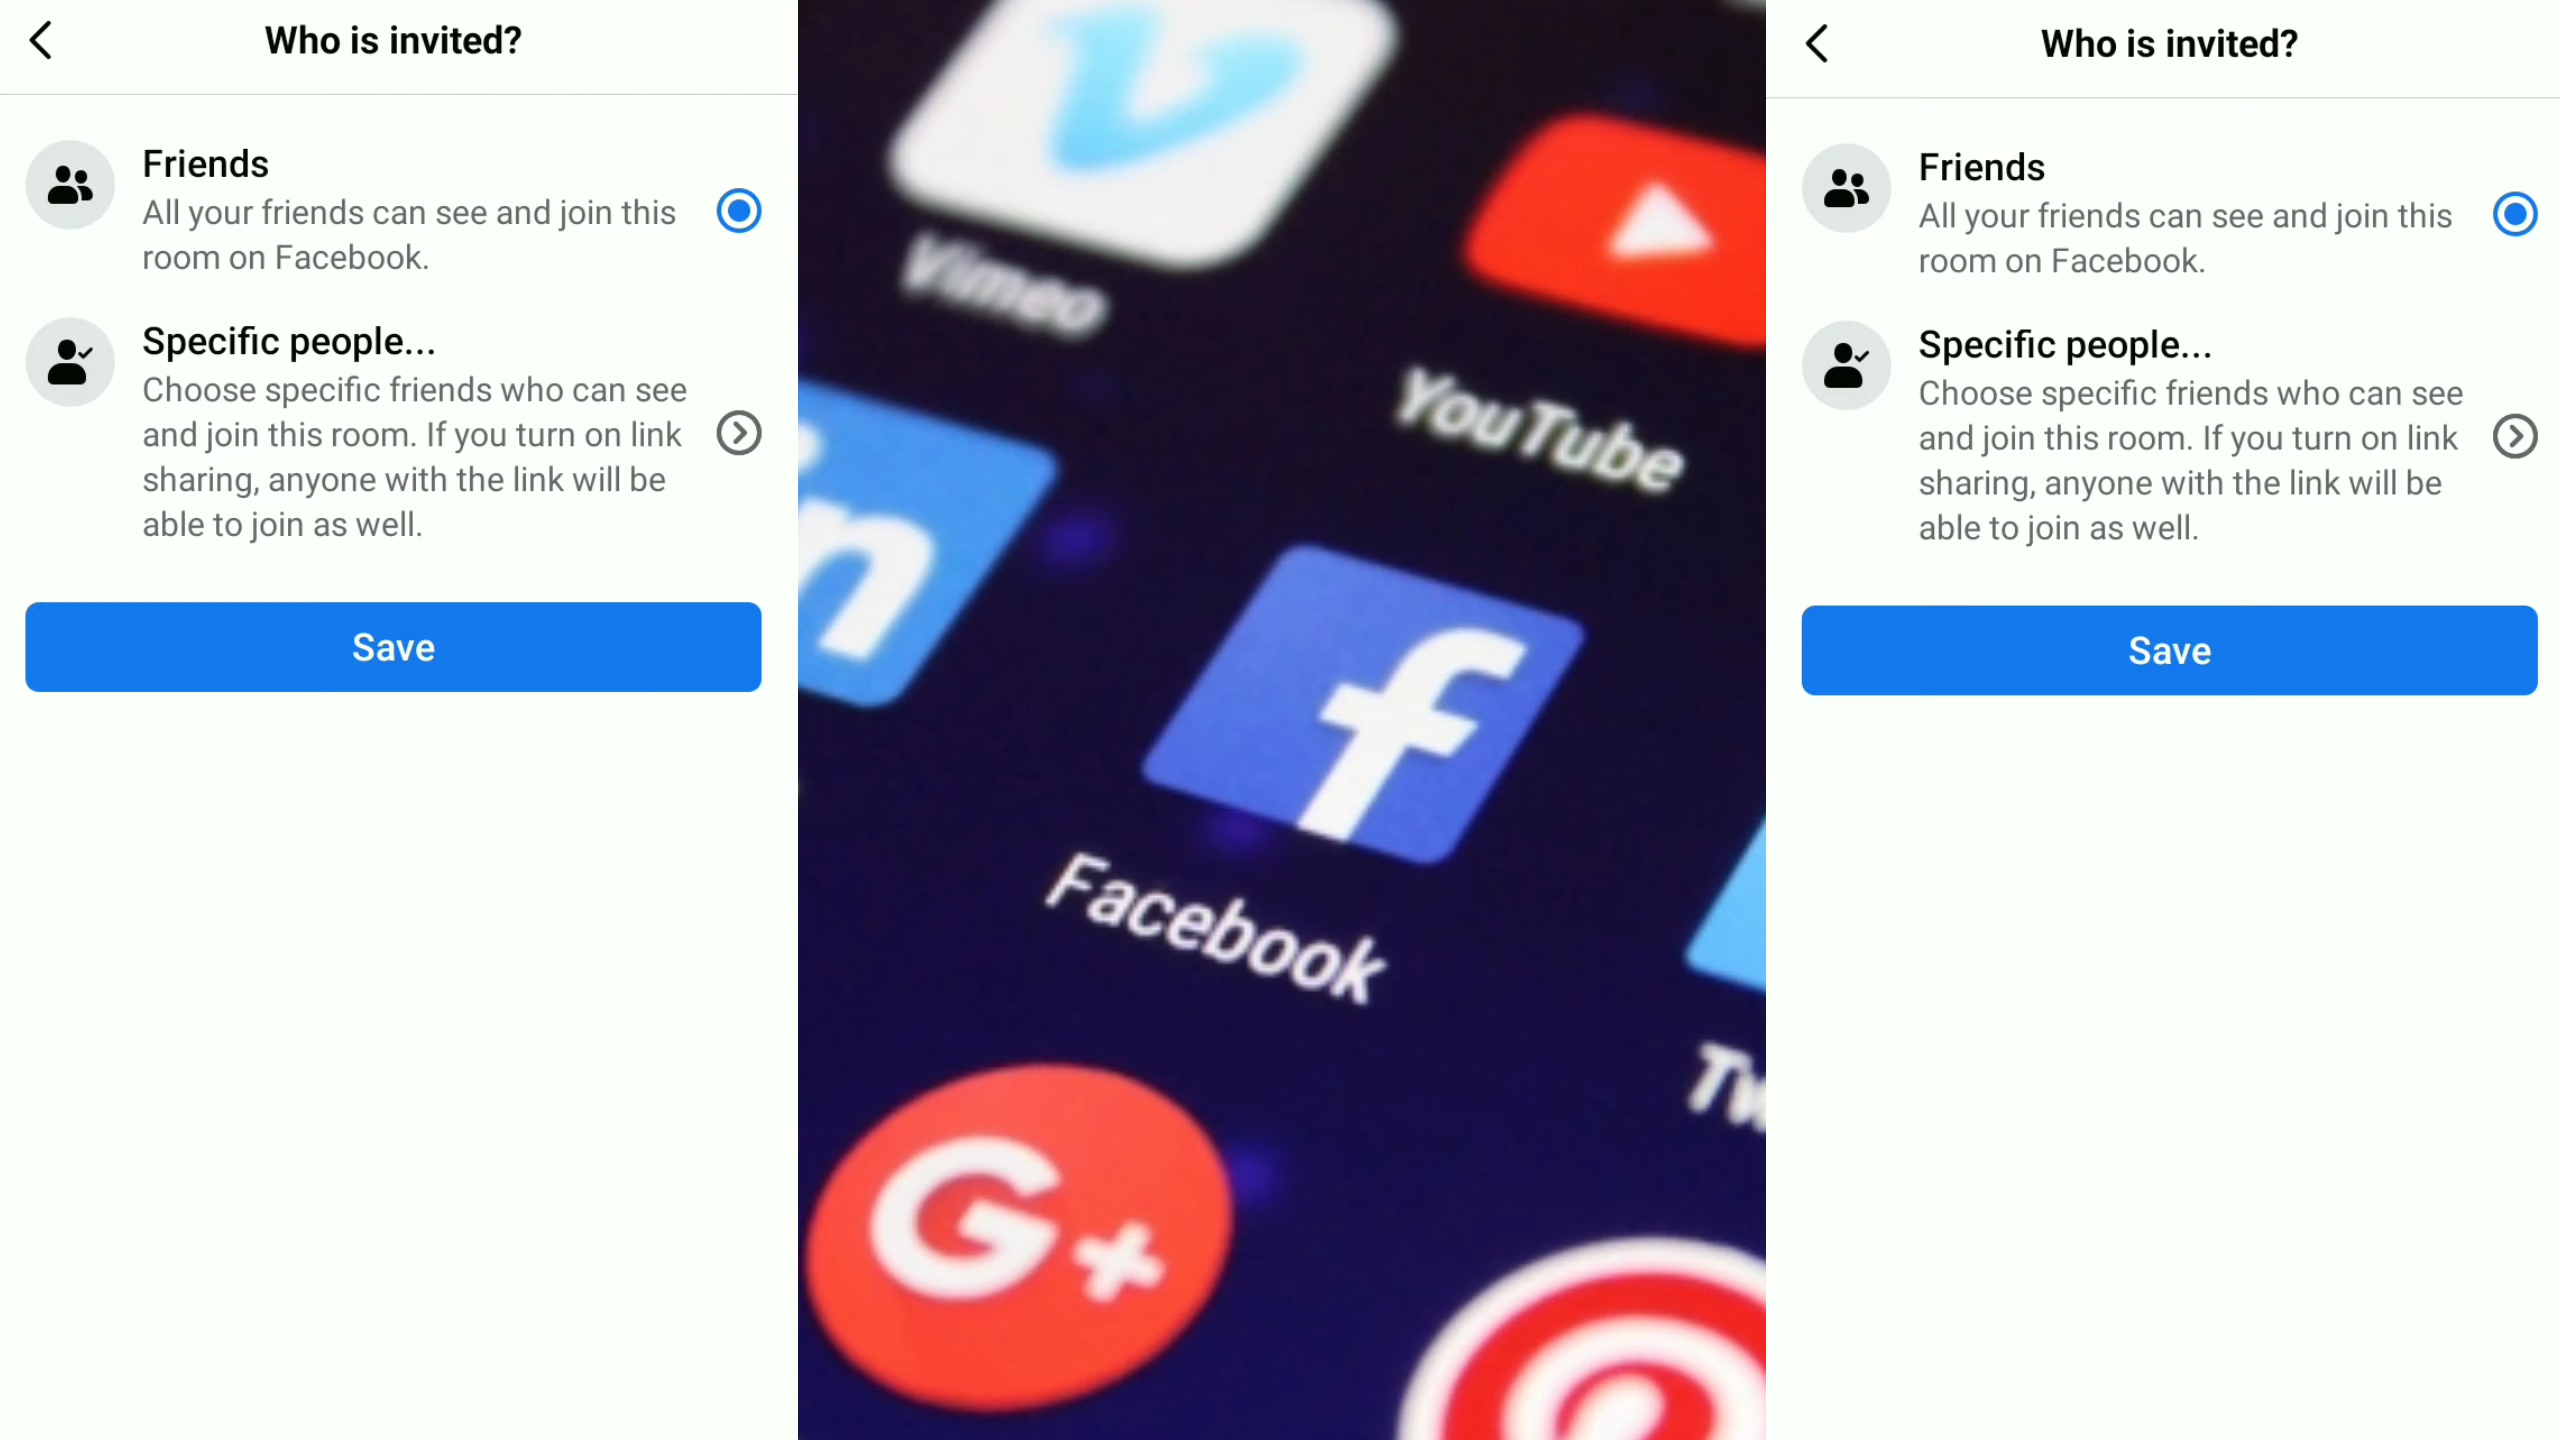 Who is invited?
Friends
All your friends can see and join this
room on Facebook.
Specific people...
Choose specific friends who can see
and join this room. If you turn on link
sharing, anyone with the link will be
able to join as well.
Save
Vimeo
YouTube
in
f
Facebook
Tw
G+
Who is invited?
Friends
All your friends can see and join this
room on Facebook.
Specific people...
Choose specific friends who can see
and join this room. If you turn on link
sharing, anyone with the link will be
able to join as well.
Save